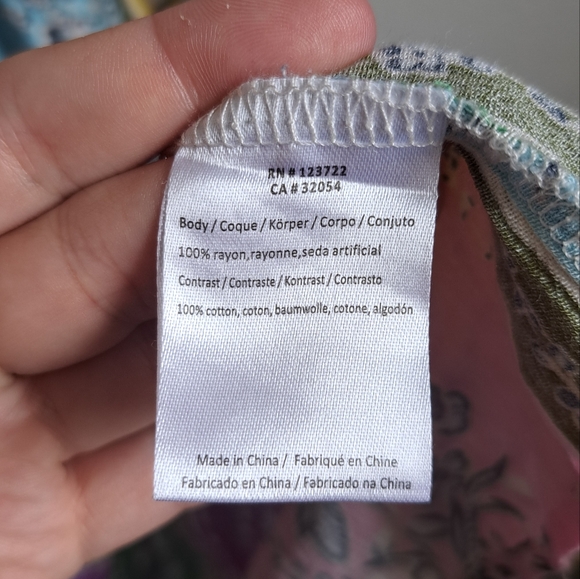 RN # 123722
CA # 32054
Body / Coque / Körper / Corpo / Conjuto
100% rayon,rayonne,seda artificial
Contrast / Contraste / Kontrast / Contrasto
100% cotton, coton, baumwolle, cotone, algodón
Made in China / Fabriqué en Chine
Fabricado en China / Fabricado na China